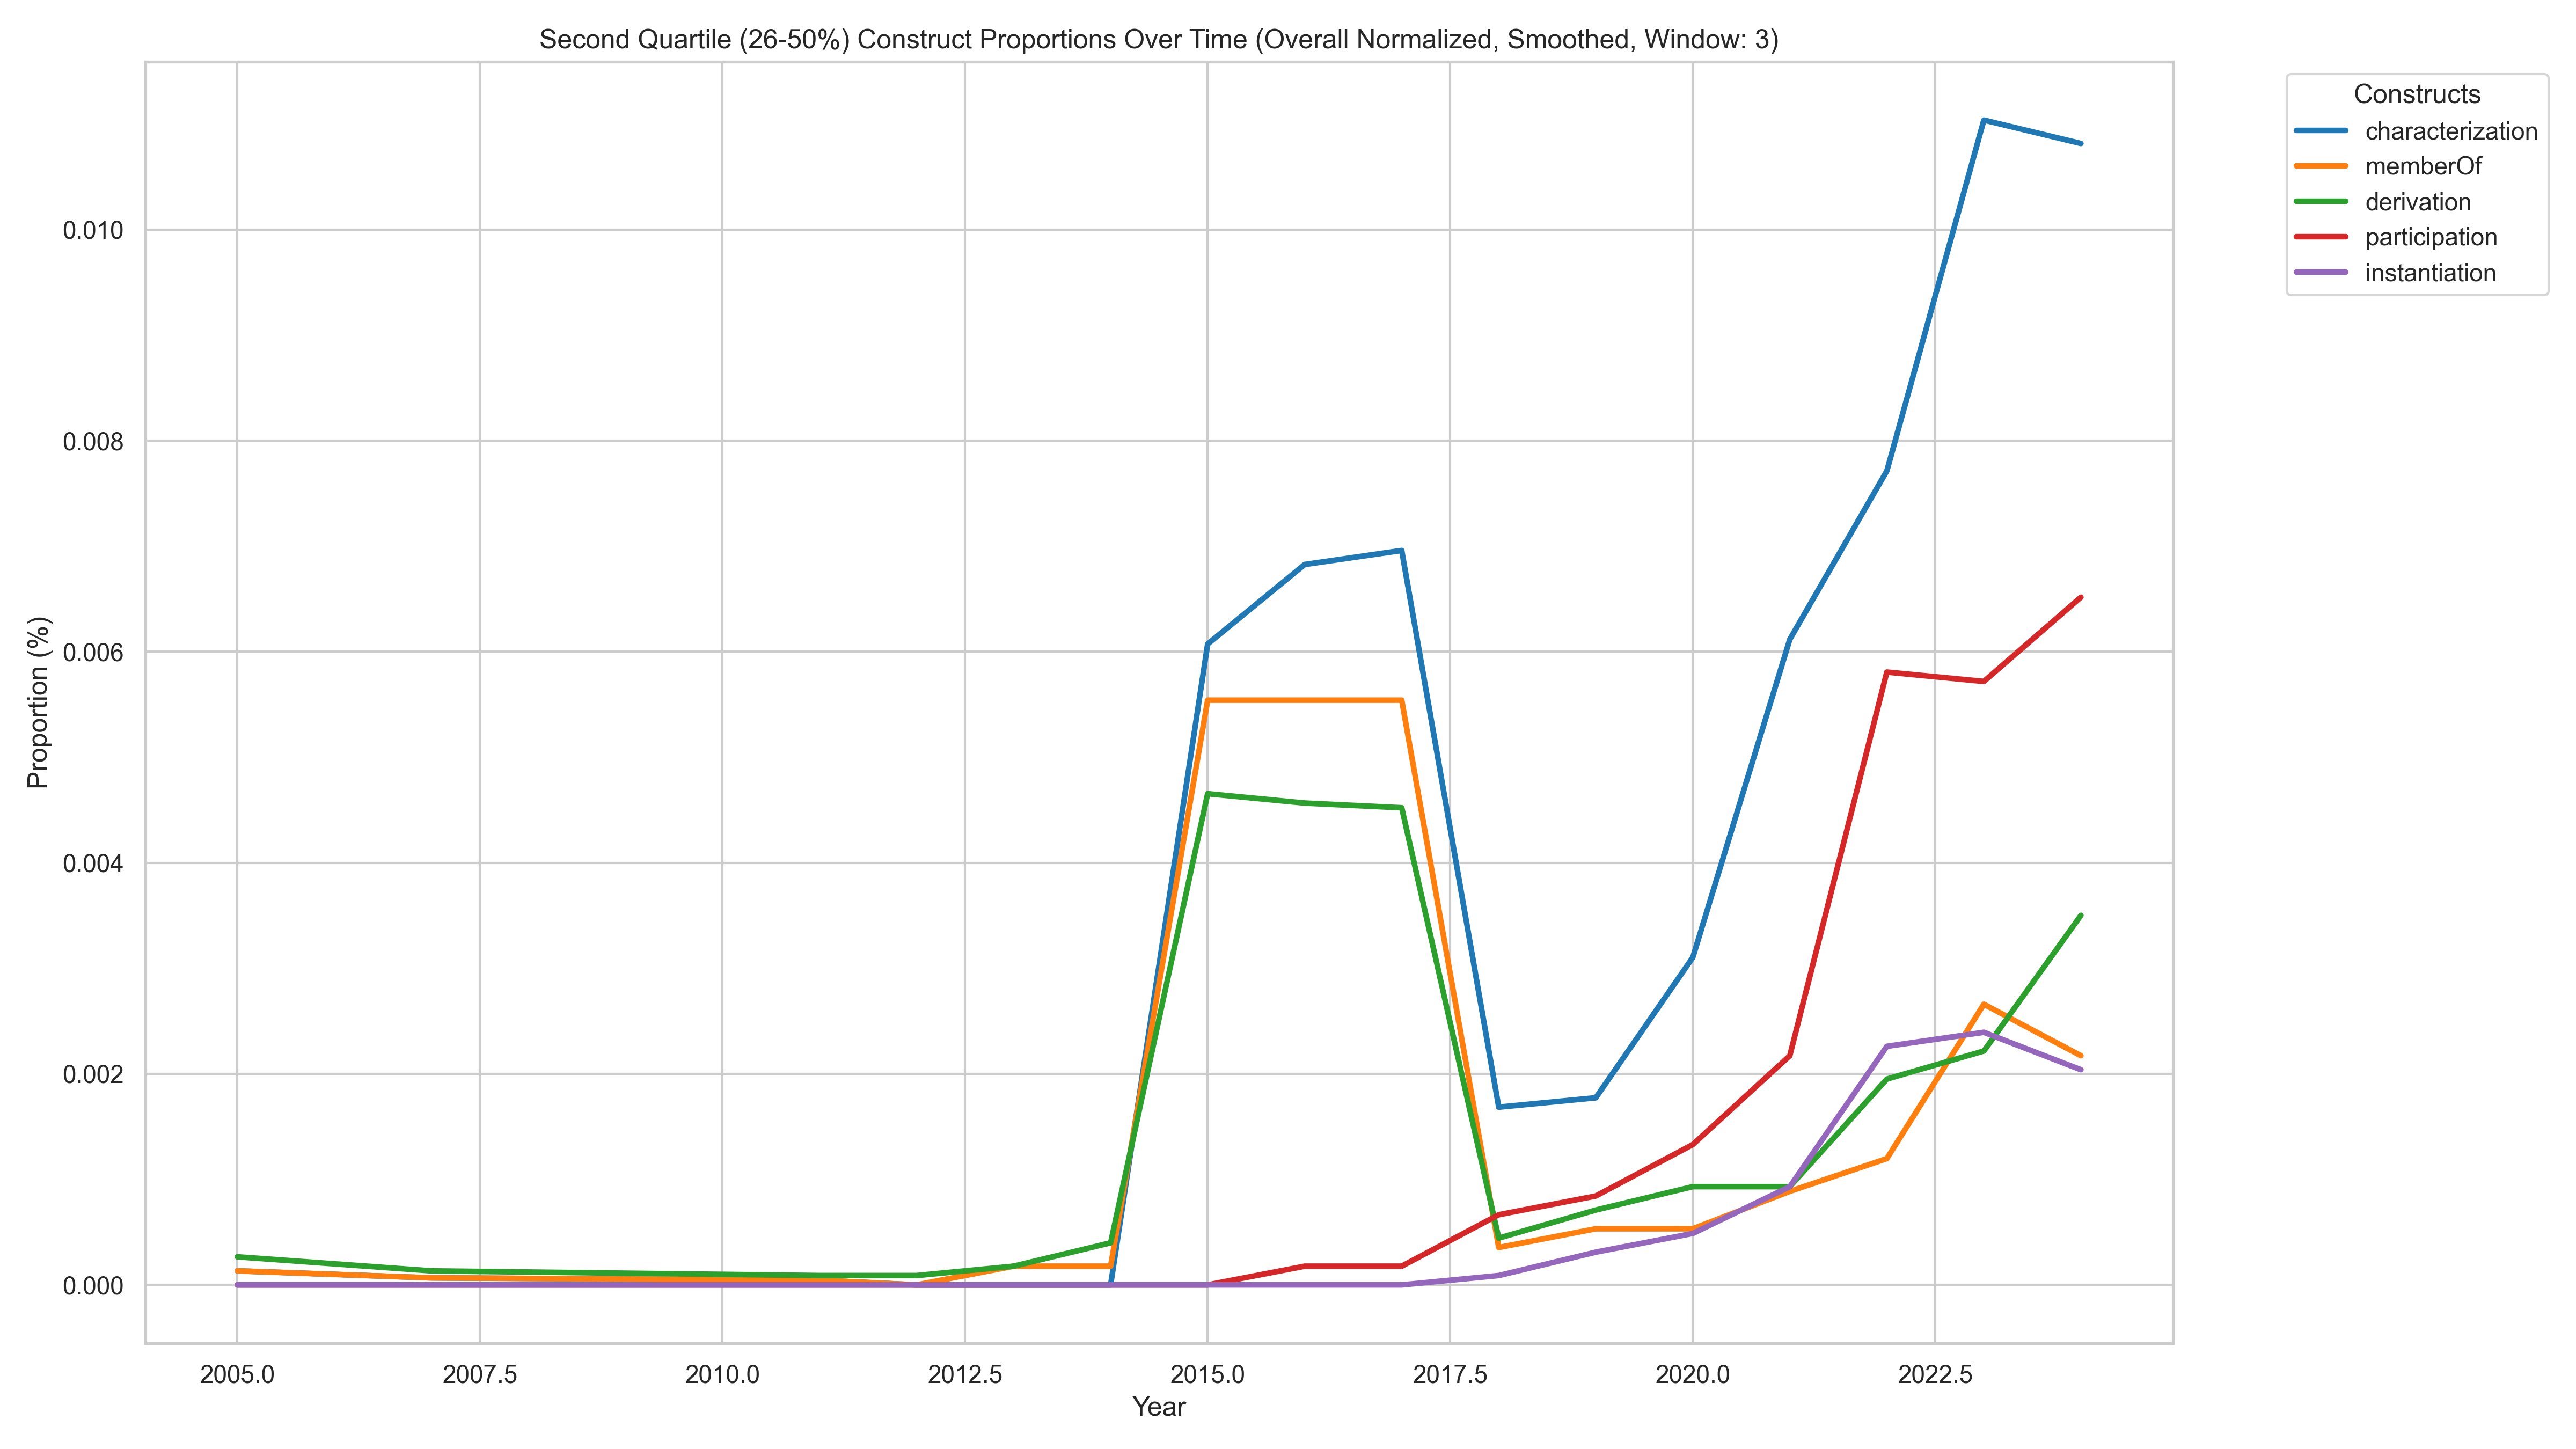 Second Quartile (26-50%) Construct Proportions Over Time (Overall Normalized, Smoothed, Window: 3)
Constructs
characterization
memberOf
derivation
participation
instantiation
Proportion (%)
0.010
0.008
0.006
0.004
0.002
0.000
2005.0 2007.5 2010.0 2012.5 2015.0 2017.5 2020.0 2022.5
Year